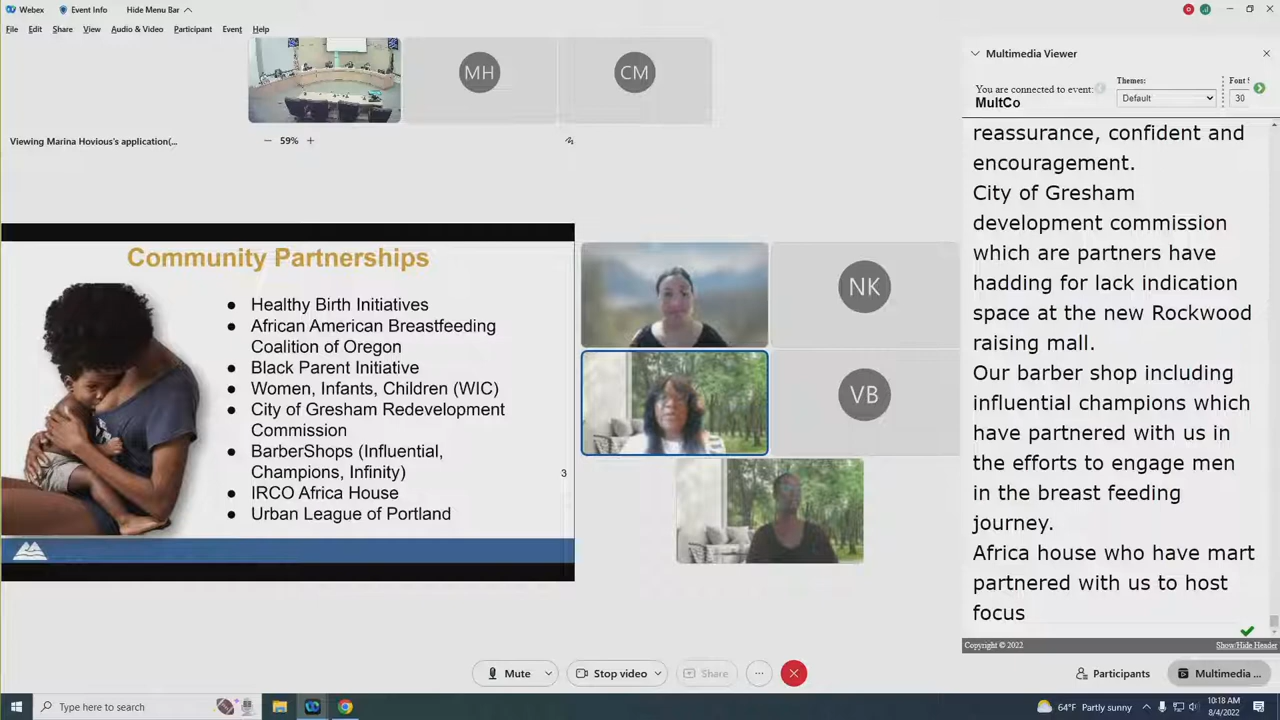 Webex
Event Info
Hide Menu Bar
File Edit Share View Audio & Video Participant Event Help
MH
CM
Viewing Marina Hovious's application(...
59%
Community Partnerships
Healthy Birth Initiatives
African American Breastfeeding
Coalition of Oregon
Black Parent Initiative
Women, Infants, Children (WIC)
City of Gresham Redevelopment
Commission
BarberShops (Influential,
Champions, Infinity)
IRCO Africa House
Urban League of Portland
3
NK
VB
Multimedia Viewer
You are connected to event:
MultCo
Themes:
Default
Font
30
reassurance, confident and
encouragement.
City of Gresham
development commission
which are partners have
hadding for lack indication
space at the new Rockwood
raising mall.
Our barber shop including
influential champions which
have partnered with us in
the efforts to engage men
in the breast feeding
journey.
Africa house who have mart
partnered with us to host
focus
Copyright © 2022
Show/Hide Header
Mute
Stop video
Share
Participants
Multimedia ...
Type here to search
64°F Partly sunny
10:18 AM
8/4/2022